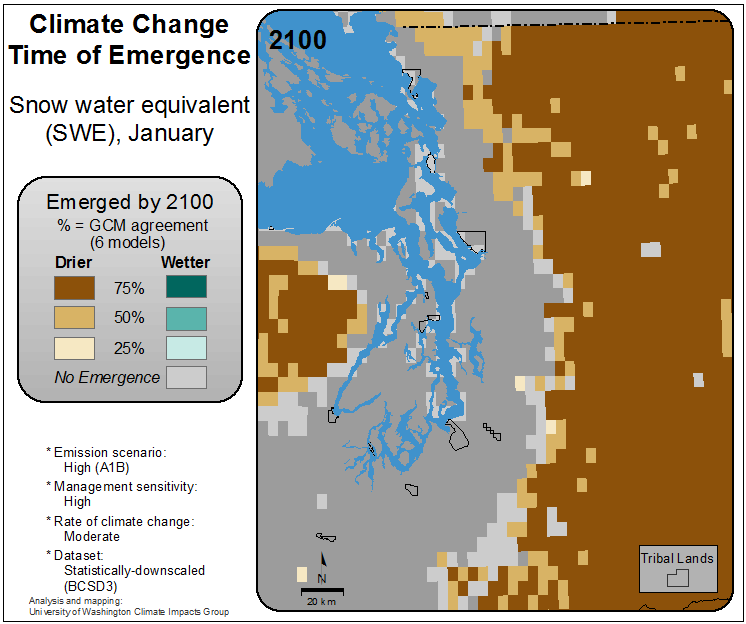 Climate Change
Time of Emergence
Snow water equivalent
(SWE), January
Emerged by 2100
% = GCM agreement
(6 models)
Drier Wetter
75%
50%
25%
No Emergence
* Emission scenario:
High (A1B)
* Management sensitivity:
High
* Rate of climate change:
Moderate
* Dataset:
Statistically-downscaled
(BCSD3)
Analysis and mapping:
University of Washington Climate Impacts Group
2100
N
20 km
Tribal Lands